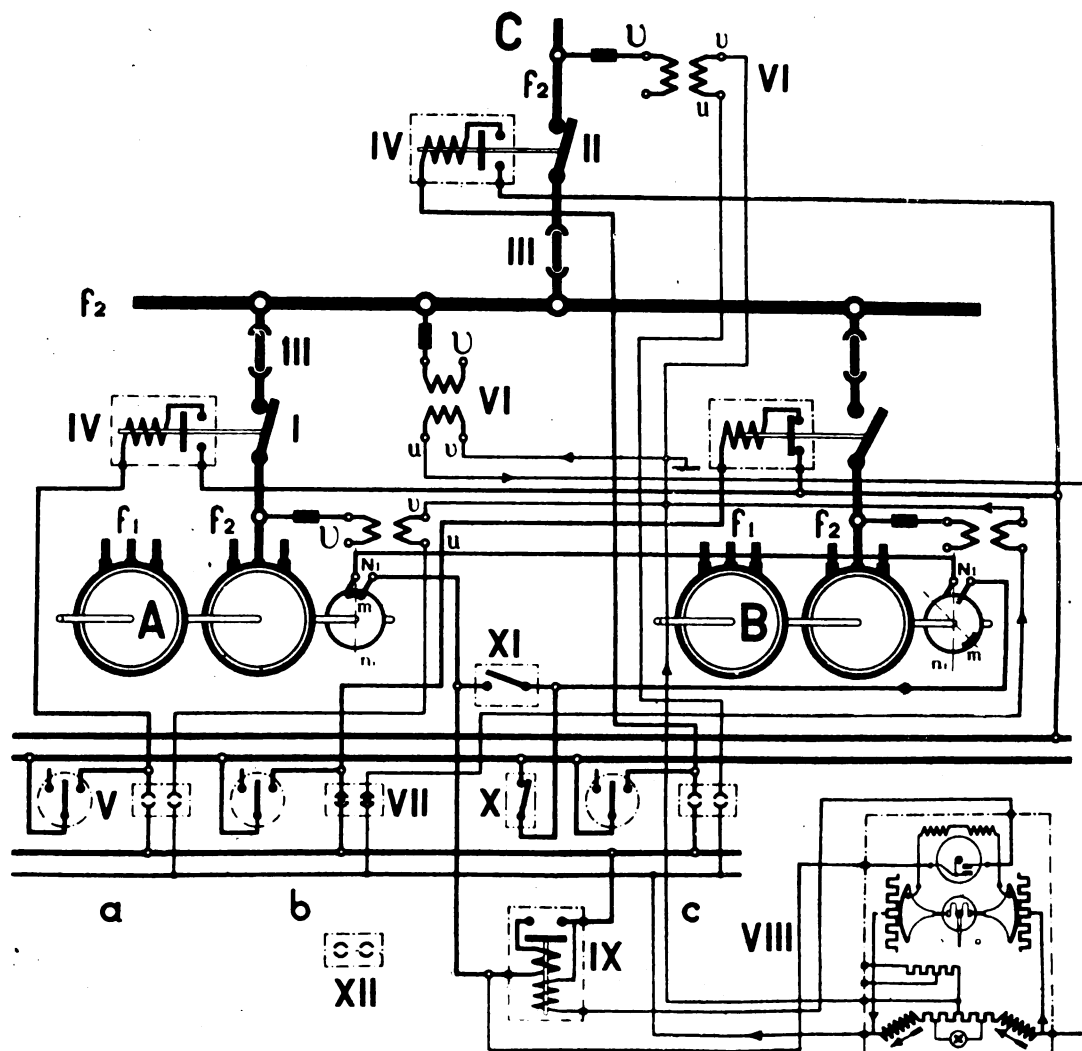 C
U
υ
VI
f₂
u
IV
II
III
f₂
III
U
VI
IV
I
u
υ
υ
f₁
f₂
U
u
N₁
f₁
f₂
N₁
A
m
n₁
B
m
n₁
XI
V
VII
X
a
b
c
VIII
IX
XII